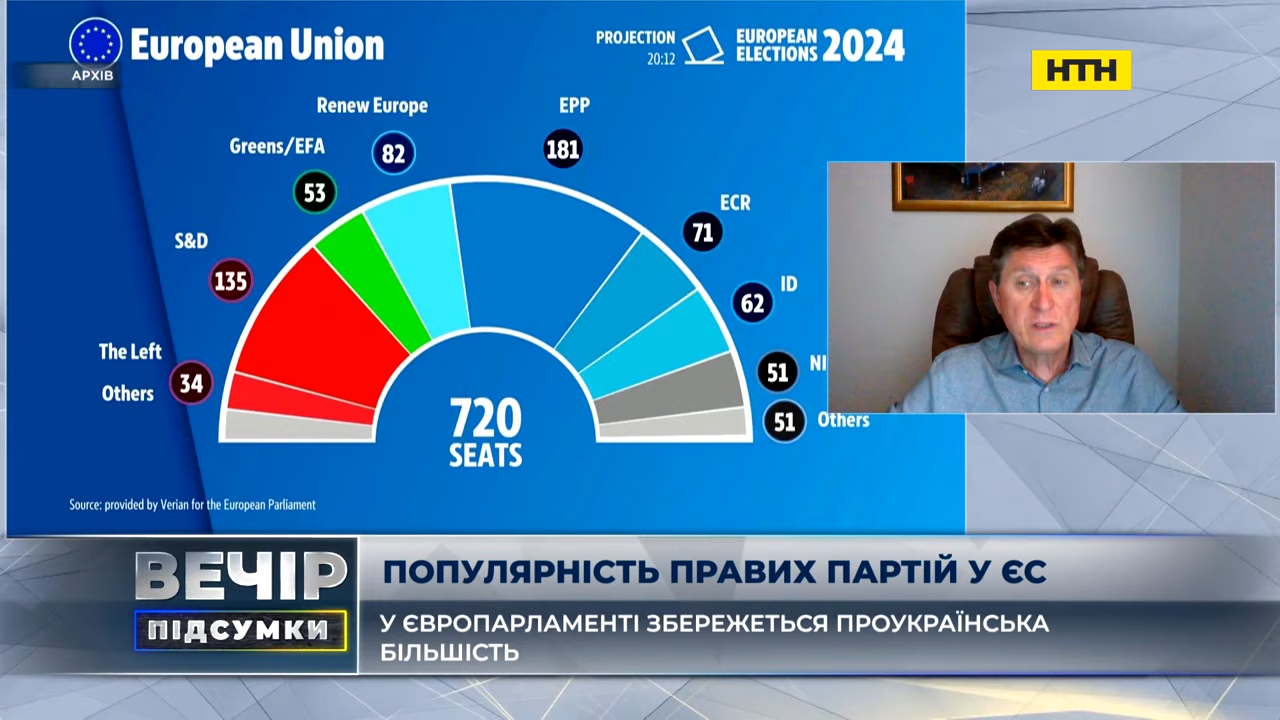 European Union
АРХІВ
PROJECTION
20:12
EUROPEAN
ELECTIONS 2024
НТН
Renew Europe
82
EPP
181
Greens/EFA
53
ECR
71
S&D
135
ID
62
The Left
Others
34
NI
51
51
Others
720
SEATS
Source: provided by Verian for the European Parliament
ВЕЧІР
ПІДСУМКИ
ПОПУЛЯРНІСТЬ ПРАВИХ ПАРТІЙ У ЄС
У ЄВРОПАРЛАМЕНТІ ЗБЕРЕЖЕТЬСЯ ПРОУКРАЇНСЬКА
БІЛЬШІСТЬ